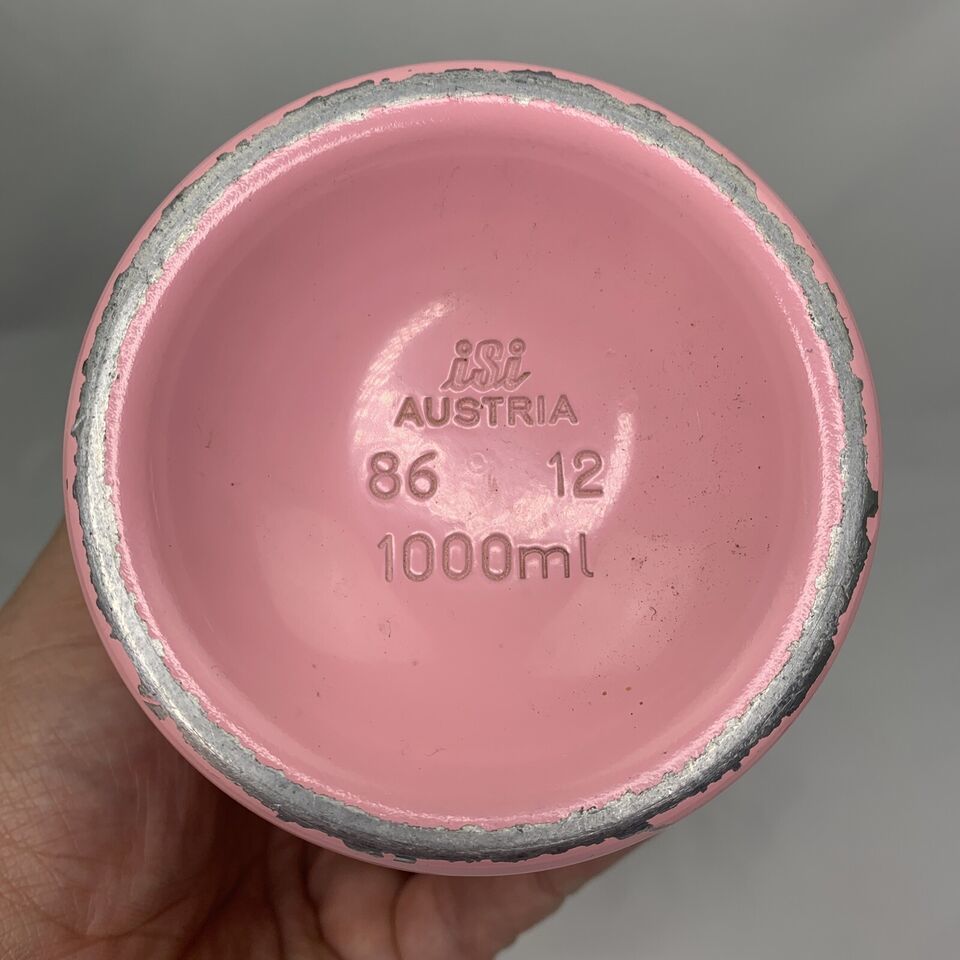 iSi
AUSTRIA
86 12
1000ml